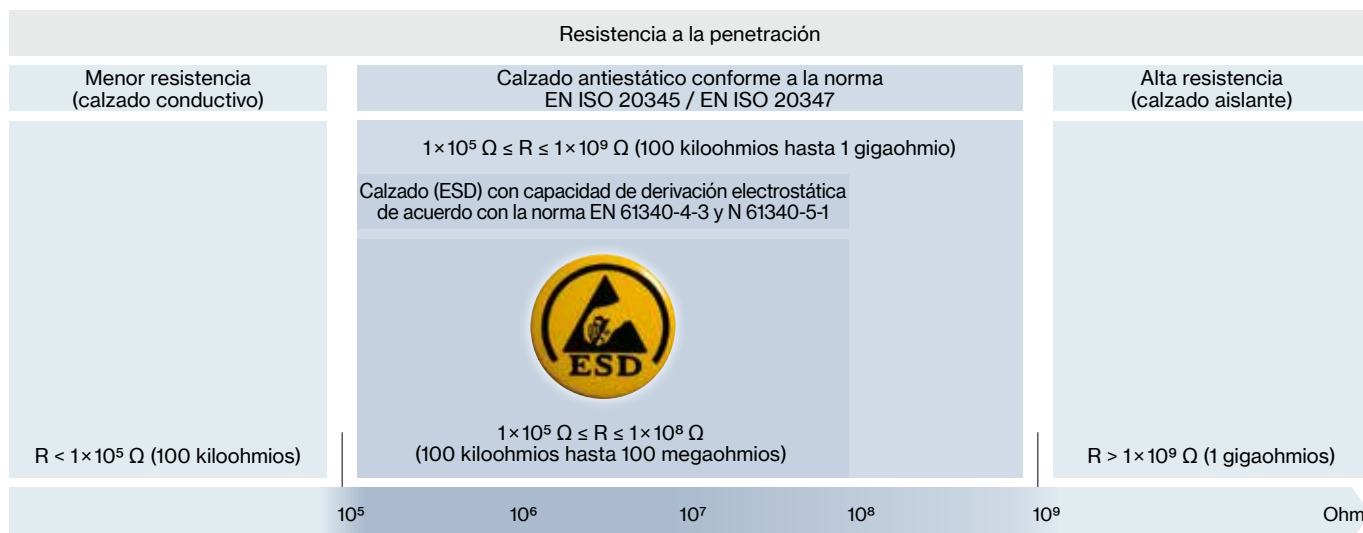 Resistencia a la penetración
Menor resistencia
(calzado conductivo)
Calzado antiestático conforme a la norma
EN ISO 20345 / EN ISO 20347
Alta resistencia
(calzado aislante)
1×10⁵ Ω ≤ R ≤ 1×10⁹ Ω (100 kiloohmios hasta 1 gigaohmio)
Calzado (ESD) con capacidad de derivación electrostática
de acuerdo con la norma EN 61340-4-3 y N 61340-5-1
ESD
1×10⁵ Ω ≤ R ≤ 1×10⁸ Ω
(100 kiloohmios hasta 100 megaohmios)
R < 1×10⁵ Ω (100 kiloohmios)
R > 1×10⁹ Ω (1 gigaohmios)
10⁵ 10⁶ 10⁷ 10⁸ 10⁹ Ohm